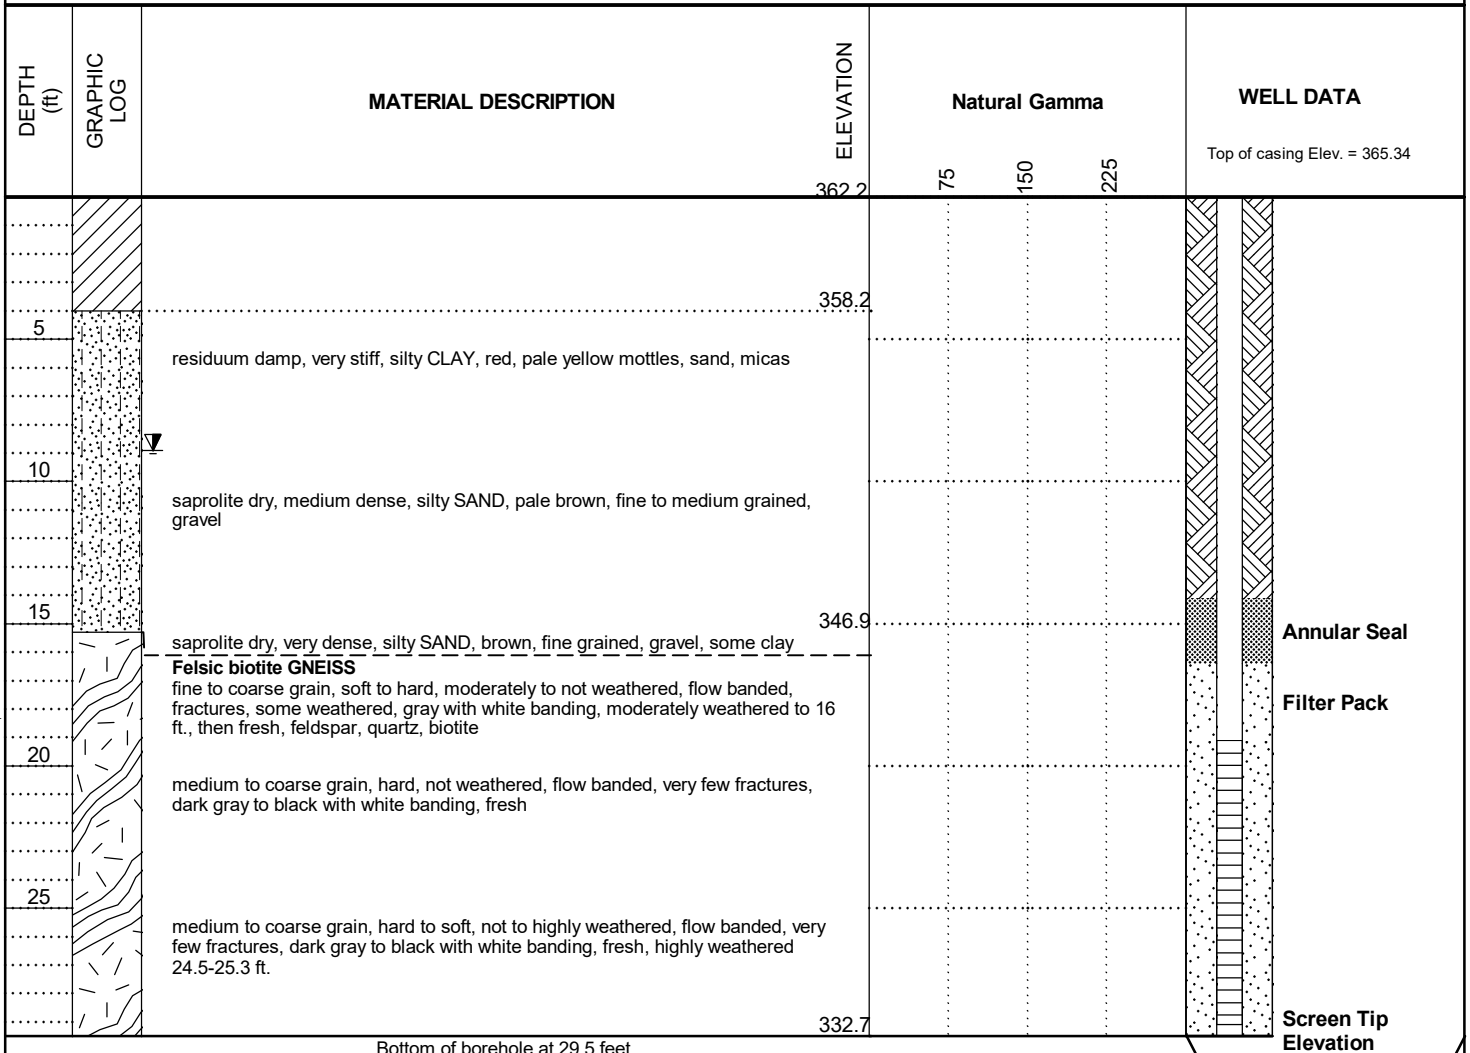 DEPTH
(ft)
GRAPHIC
LOG
MATERIAL DESCRIPTION
ELEVATION
Natural Gamma
WELL DATA
Top of casing Elev. = 365.34
75
150
225
362.2
358.2
5
residuum damp, very stiff, silty CLAY, red, pale yellow mottles, sand, micas
10
saprolite dry, medium dense, silty SAND, pale brown, fine to medium grained,
gravel
15
346.9
saprolite dry, very dense, silty SAND, brown, fine grained, gravel, some clay
Annular Seal
Felsic biotite GNEISS
fine to coarse grain, soft to hard, moderately to not weathered, flow banded,
fractures, some weathered, gray with white banding, moderately weathered to 16
ft., then fresh, feldspar, quartz, biotite
Filter Pack
20
medium to coarse grain, hard, not weathered, flow banded, very few fractures,
dark gray to black with white banding, fresh
25
medium to coarse grain, hard to soft, not to highly weathered, flow banded, very
few fractures, dark gray to black with white banding, fresh, highly weathered
24.5-25.3 ft.
332.7
Screen Tip
Elevation
Bottom of borehole at 29.5 feet